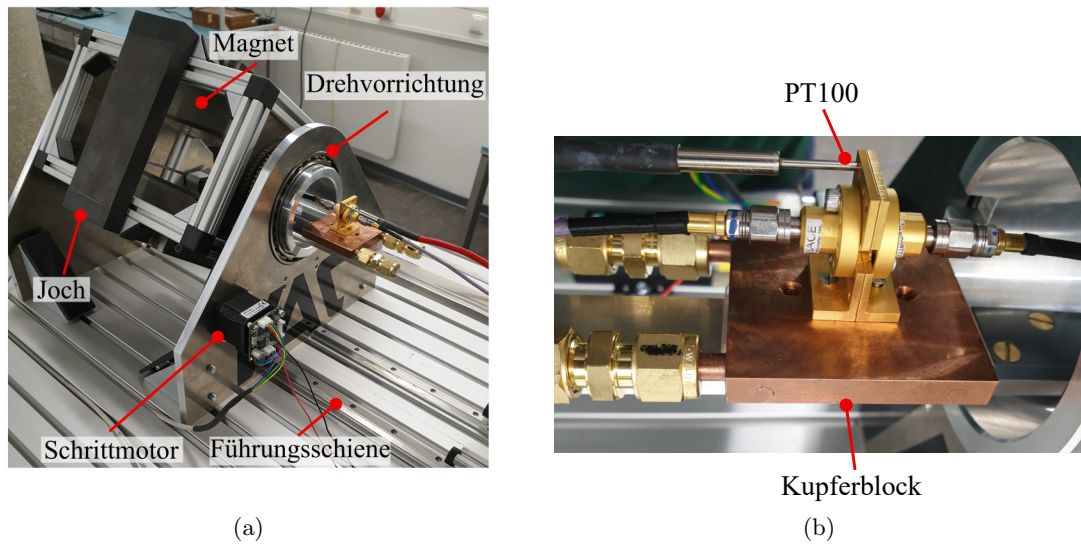 Magnet
Drehvorrichtung
Joch
Schrittmotor
Führungsschiene
(a)
PT100
Kupferblock
(b)